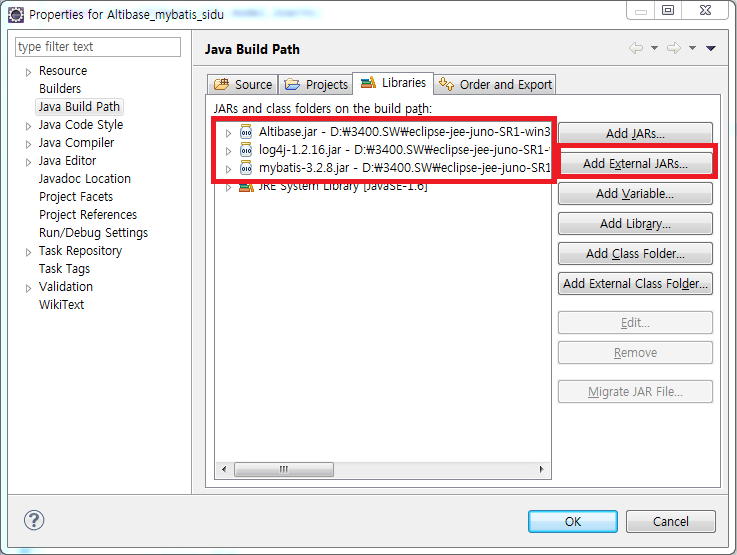 Properties for Altibase_mybatis_sidu
type filter text
Resource
Builders
Java Build Path
Java Code Style
Java Compiler
Java Editor
Javadoc Location
Project Facets
Project References
Run/Debug Settings
Task Repository
Task Tags
Validation
WikiText
Java Build Path
Source
Projects
Libraries
Order and Export
JARs and class folders on the build path:
Altibase.jar - D:₩3400.SW₩eclipse-jee-juno-SR1-win3
log4j-1.2.16.jar - D:₩3400.SW₩eclipse-jee-juno-SR1-
mybatis-3.2.8.jar - D:₩3400.SW₩eclipse-jee-juno-SR1
JRE System Library [JavaSE-1.6]
Add JARs...
Add External JARs...
Add Variable...
Add Library...
Add Class Folder...
Add External Class Folder...
Edit...
Remove
Migrate JAR File...
OK
Cancel